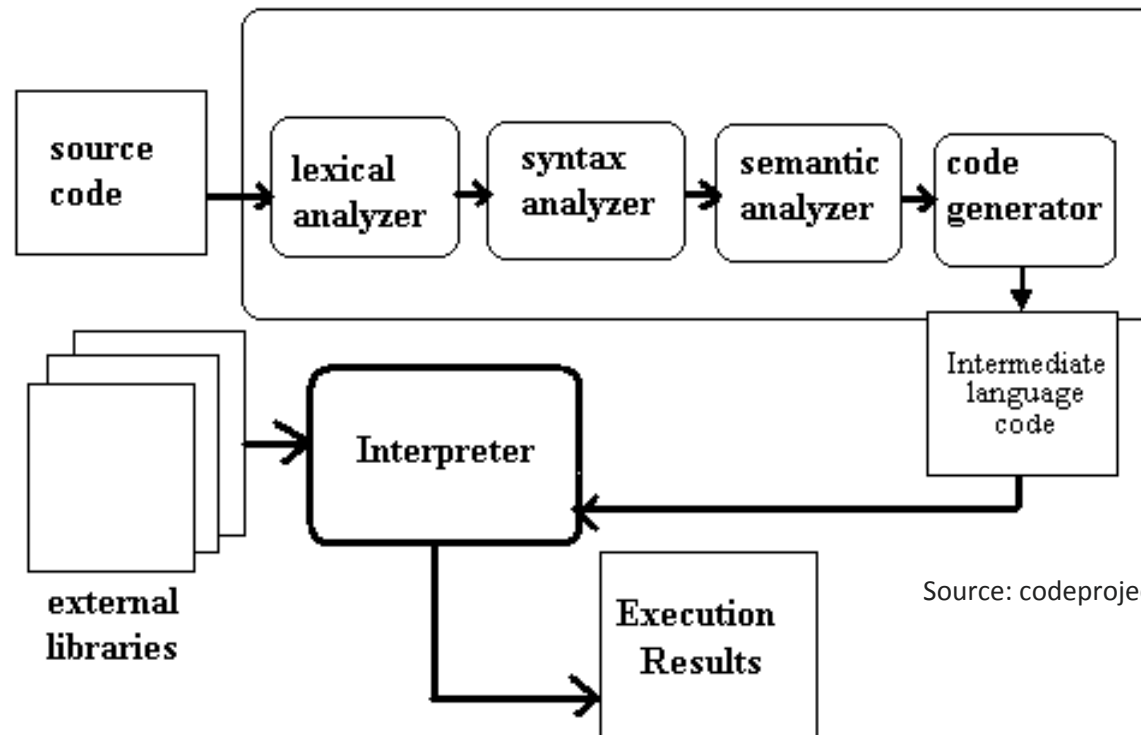 source
code
lexical
analyzer
syntax
analyzer
semantic
analyzer
code
generator
Intermediate
language
code
Interpreter
external
libraries
Execution
Results
Source: codeprojec